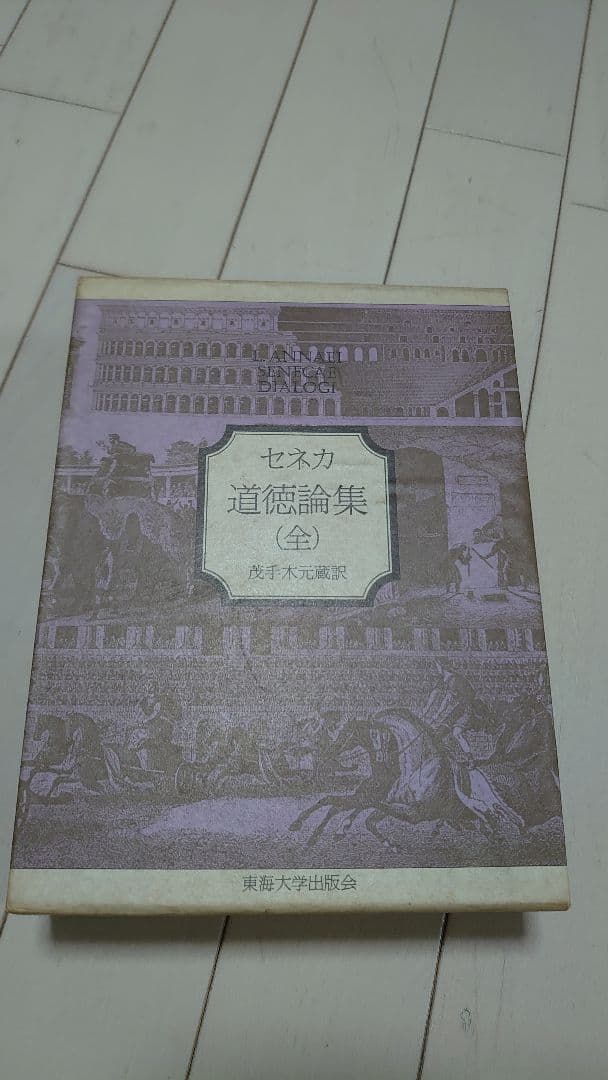 L. ANNAEI
SENECAE
DIALOGI
セネカ
道徳論集
(全)
茂手木元蔵訳
東海大学出版会